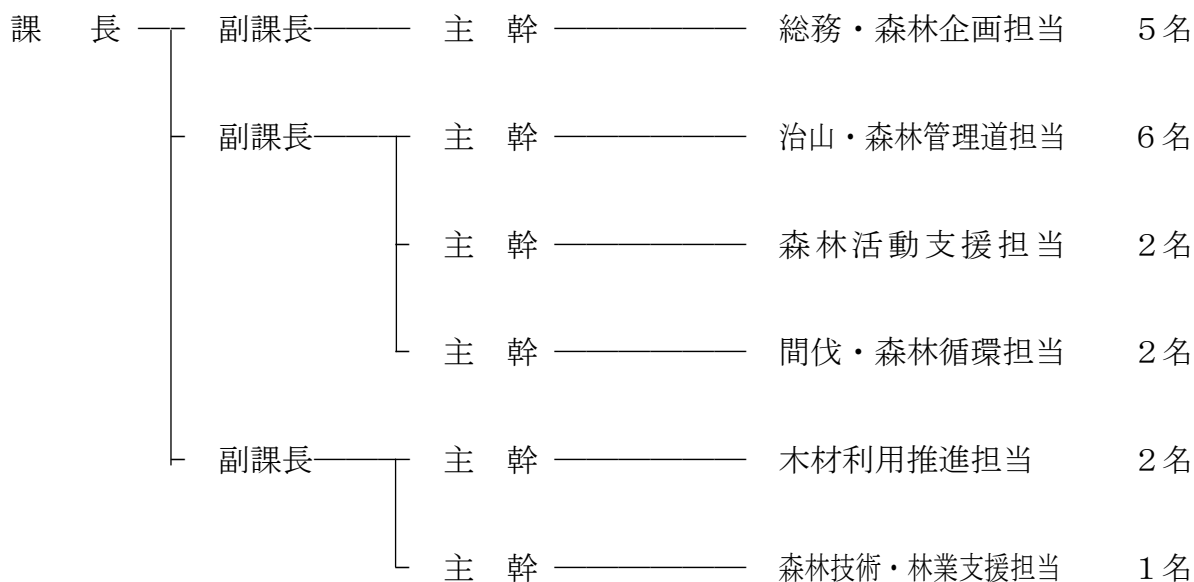 課　長　副課長　主　幹　総務・森林企画担当　５名
副課長　主　幹　治山・森林管理道担当　６名
主　幹　森林活動支援担当　２名
主　幹　間伐・森林循環担当　２名
副課長　主　幹　木材利用推進担当　２名
主　幹　森林技術・林業支援担当　１名